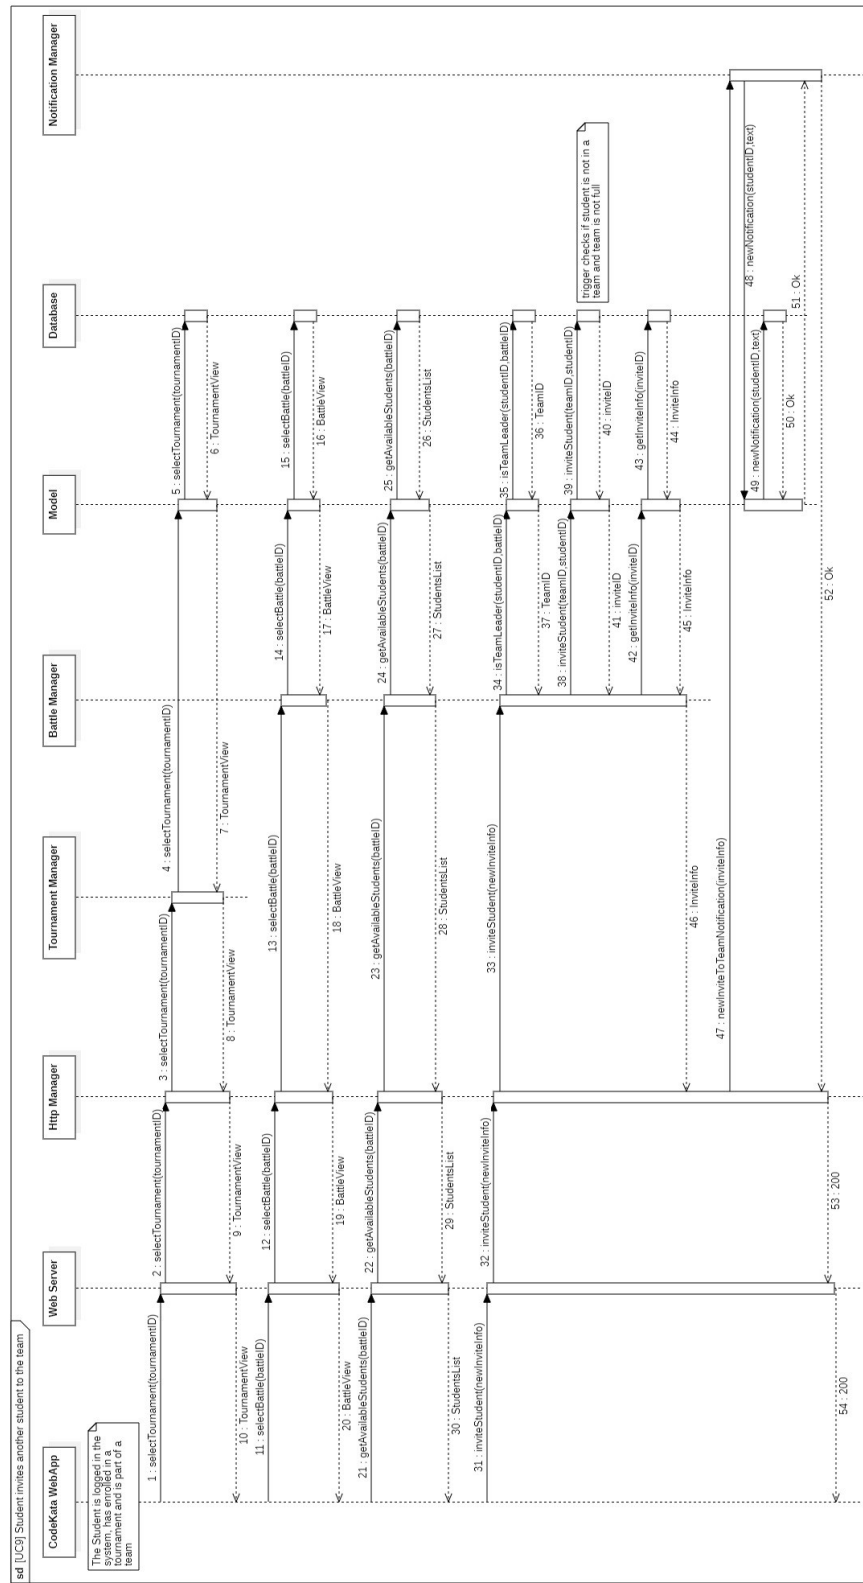 sd [UC9] Student invites another student to the team
CodeKata WebApp
Web Server
Http Manager
Tournament Manager
Battle Manager
Model
Database
Notification Manager
The Student is logged in the
system, has enrolled in a
tournament and is part of a
team
1 : selectTournament(tournamentID)
2 : selectTournament(tournamentID)
3 : selectTournament(tournamentID)
4 : selectTournament(tournamentID)
5 : selectTournament(tournamentID)
6 : TournamentView
7 : TournamentView
8 : TournamentView
9 : TournamentView
10 : TournamentView
11 : selectBattle(battleID)
12 : selectBattle(battleID)
13 : selectBattle(battleID)
14 : selectBattle(battleID)
15 : selectBattle(battleID)
16 : BattleView
17 : BattleView
18 : BattleView
19 : BattleView
20 : BattleView
21 : getAvailableStudents(battleID)
22 : getAvailableStudents(battleID)
23 : getAvailableStudents(battleID)
24 : getAvailableStudents(battleID)
25 : getAvailableStudents(battleID)
26 : StudentsList
27 : StudentsList
28 : StudentsList
29 : StudentsList
30 : StudentsList
31 : inviteStudent(newInviteInfo)
32 : inviteStudent(newInviteInfo)
33 : inviteStudent(newInviteInfo)
34 : isTeamLeader(studentID,battleID)
35 : isTeamLeader(studentID,battleID)
36 : TeamID
37 : TeamID
38 : inviteStudent(teamID,studentID)
39 : inviteStudent(teamID,studentID)
trigger checks if student is not in a
team and team is not full
40 : inviteID
41 : inviteID
42 : getInviteInfo(inviteID)
43 : getInviteInfo(inviteID)
44 : InviteInfo
45 : InviteInfo
46 : InviteInfo
47 : newInviteToTeamNotification(inviteInfo)
48 : newNotification(studentID,text)
49 : newNotification(studentID,text)
50 : Ok
51 : Ok
52 : Ok
53 : 200
54 : 200